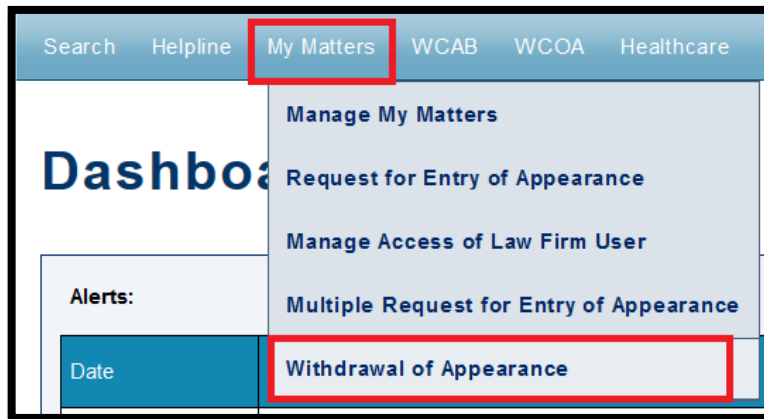 Search Helpline My Matters WCAB WCOA Healthcare
Manage My Matters
Request for Entry of Appearance
Manage Access of Law Firm User
Multiple Request for Entry of Appearance
Withdrawal of Appearance
Alerts:
Date